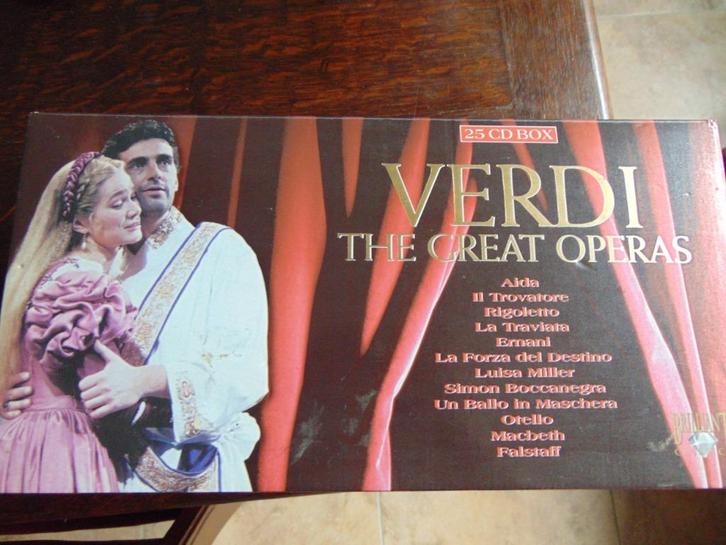 25 CD BOX
VERDI
THE GREAT OPERAS
Aida
Il Trovatore
Rigoletto
La Traviata
Ernani
La Forza del Destino
Luisa Miller
Simon Boccanegra
Un Ballo in Maschera
Otello
Macbeth
Falstaff